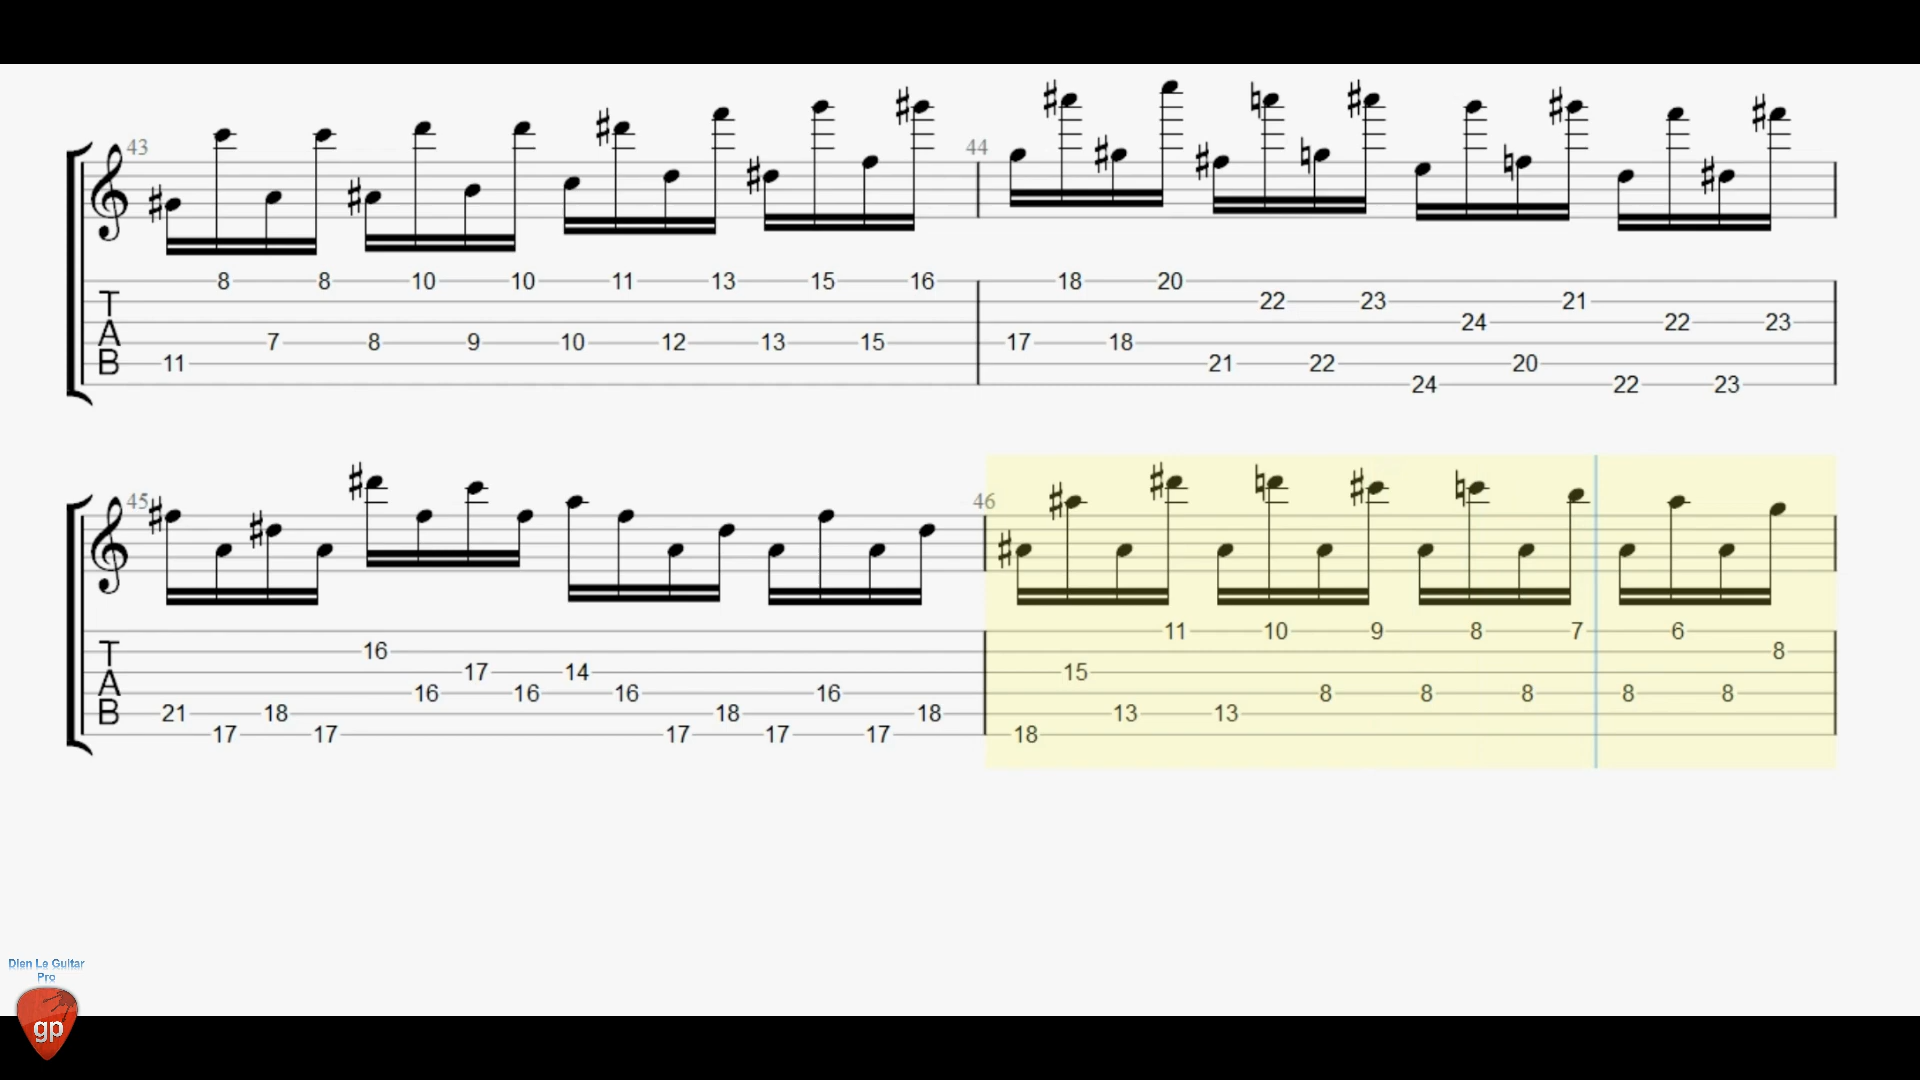 43 44
8 8 10 10 11 13 15 16 18 20
T 22 23 21
24 22 23
A 7 8 9 10 12 13 15 17 18
B 11 21 22 20
24 22 23
45 46
11 10 9 8 7 6
T 16 8
17 14 15
A 16 16 16 16 8 8 8 8 8
B 21 18 18 18 13 13
17 17 17 17 17 18
Dien Le Guitar
Pro
gp